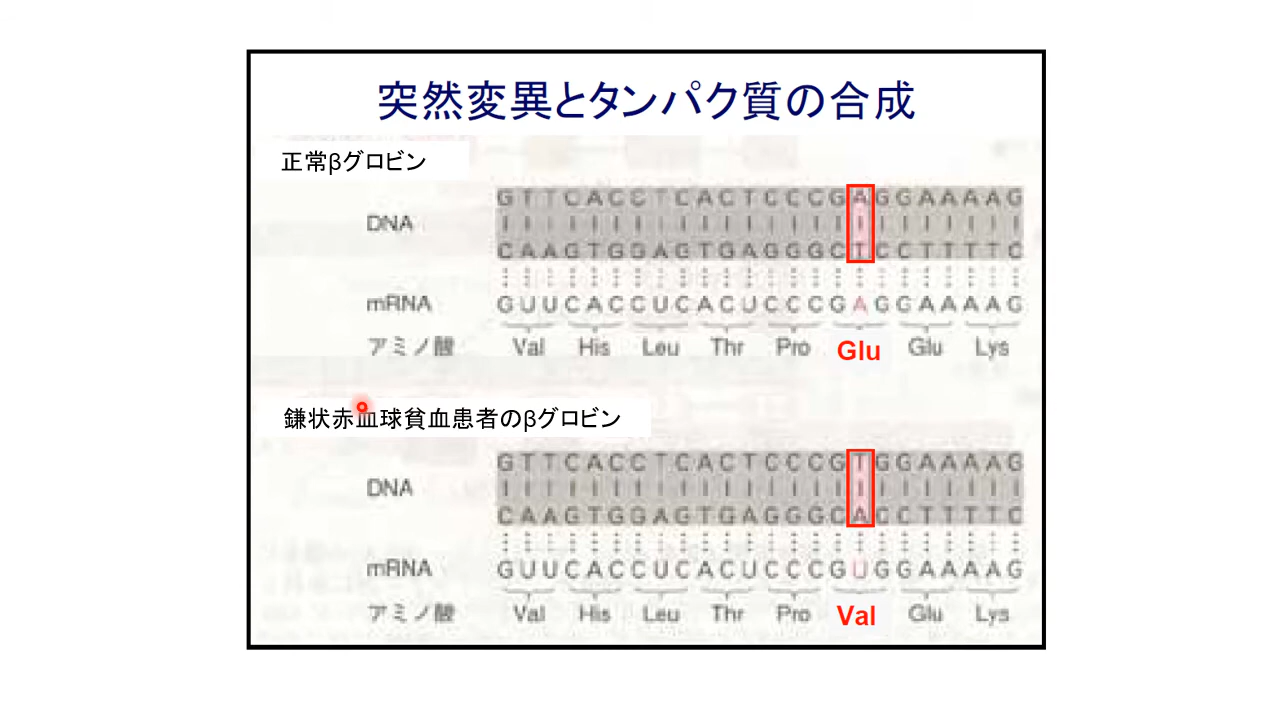 突然変異とタンパク質の合成
正常βグロビン
GTTCACCTCACTCCCGAGGAAAAG
DNA
CAAGTGGAGTGAGGGCTCCTTTTC
mRNA GUUCACCUCACUCCCGAGGAAAAG
アミノ酸 Val His Leu Thr Pro Glu Glu Lys
鎌状赤血球貧血患者のβグロビン
GTTCACCTCACTCCCGTGGAAAAG
DNA
CAAGTGGAGTGAGGGCACCTTTTC
mRNA GUUCACCUCACUCCCGUGGAAAAG
アミノ酸 Val His Leu Thr Pro Val Glu Lys